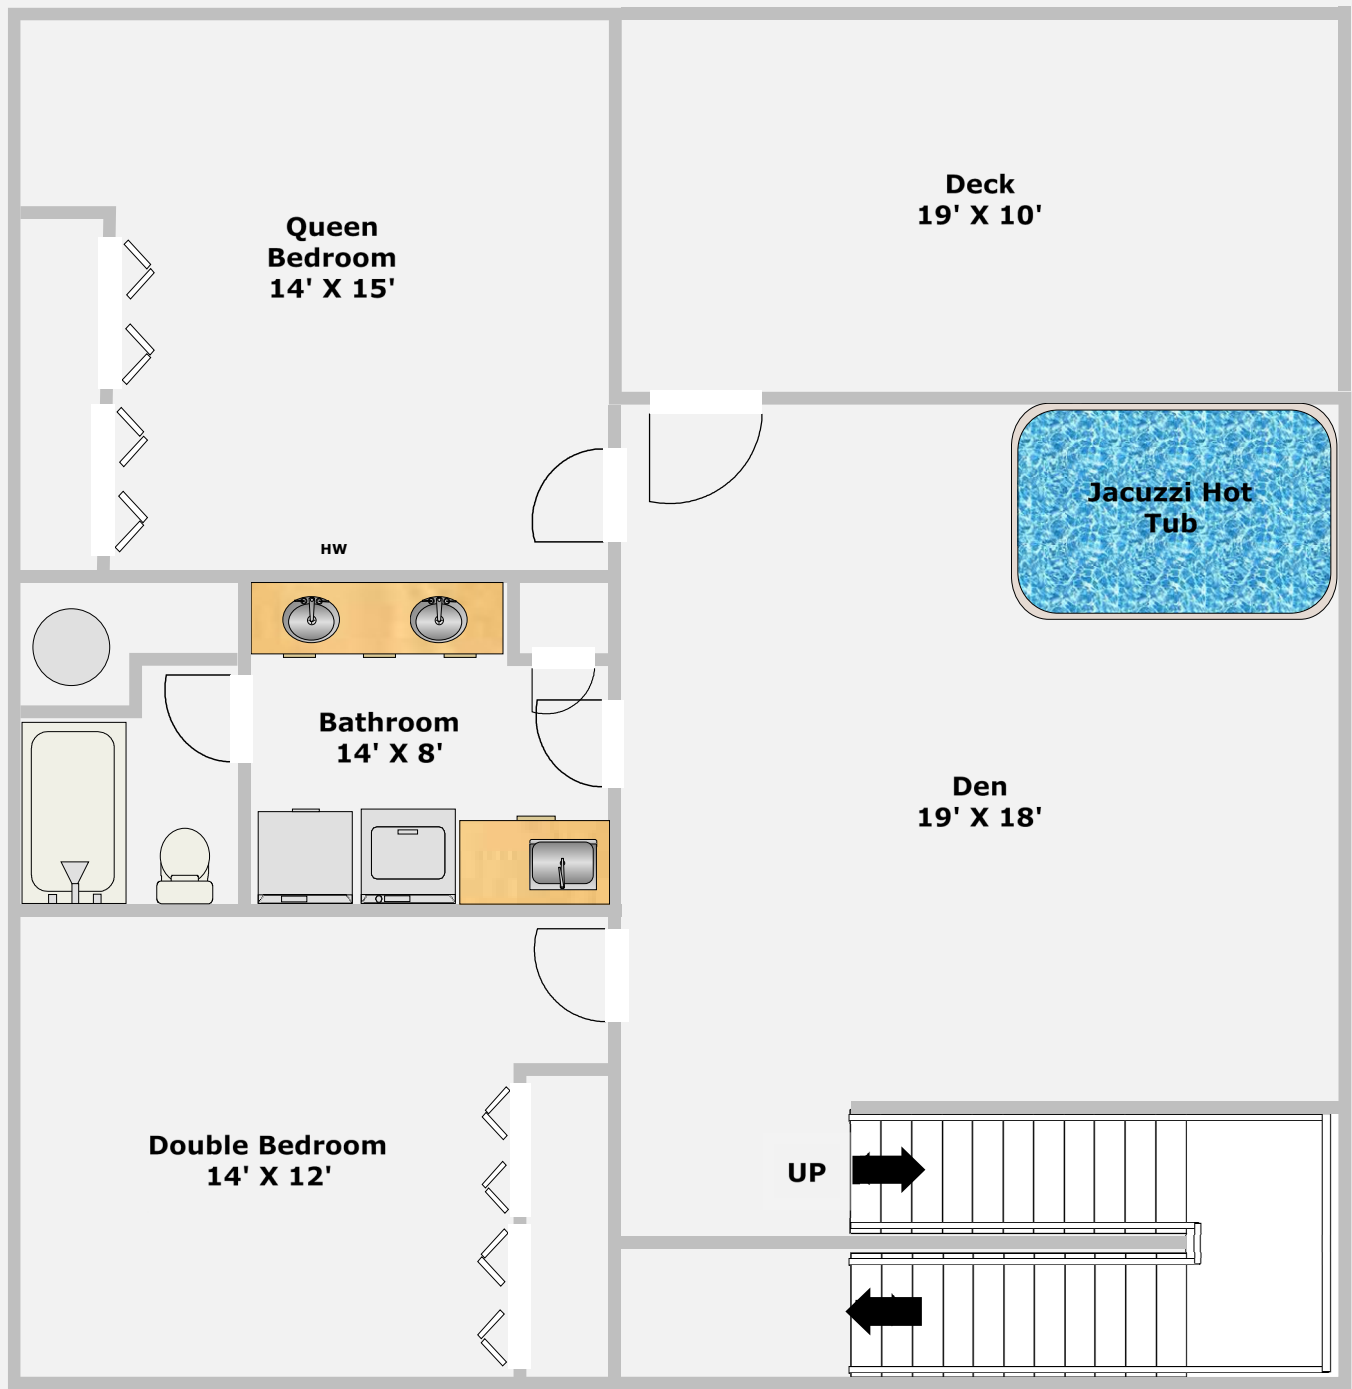 Deck
19' X 10'
Queen
Bedroom
14' X 15'
Jacuzzi Hot
Tub
HW
Bathroom
14' X 8'
Den
19' X 18'
Double Bedroom
14' X 12'
UP